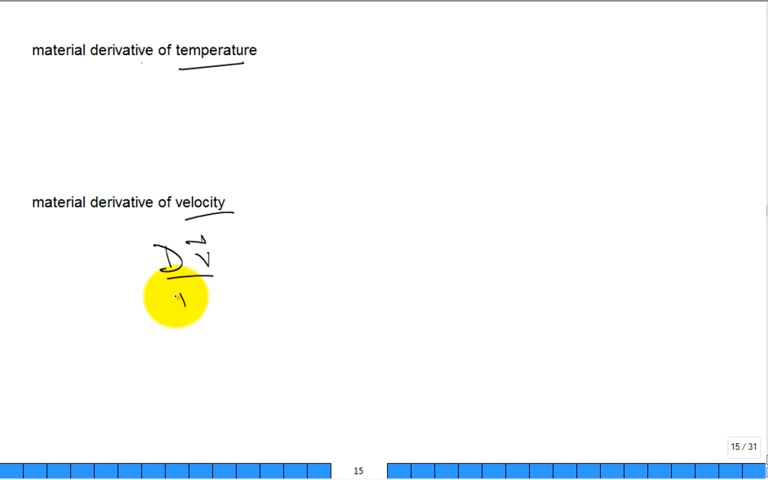 material derivative of temperature
material derivative of velocity
D V
15 / 31
15